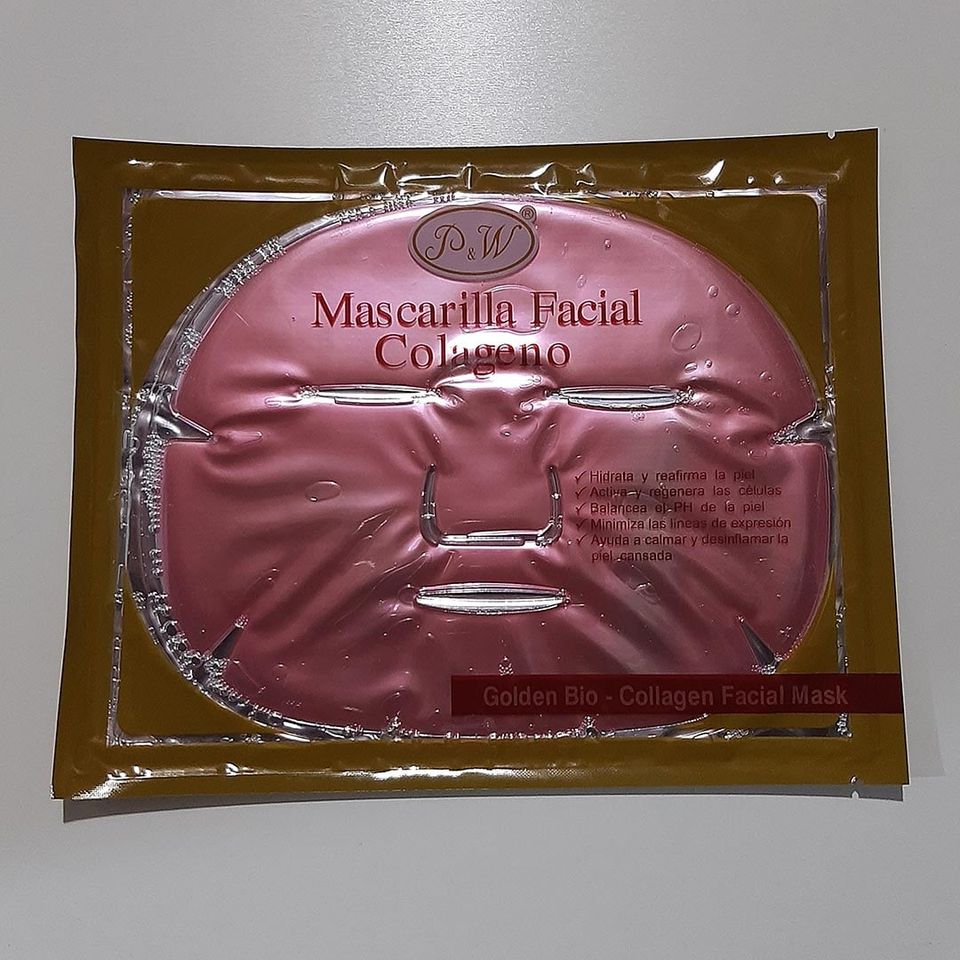 P&W®
Mascarilla Facial
Colageno
✓ Hidrata y reafirma la piel
✓ Activa y regenera las células
✓ Balancea el PH de la piel
✓ Minimiza las lineas de expresión
✓ Ayuda a calmar y desinflamar la
piel cansada
Golden Bio - Collagen Facial Mask